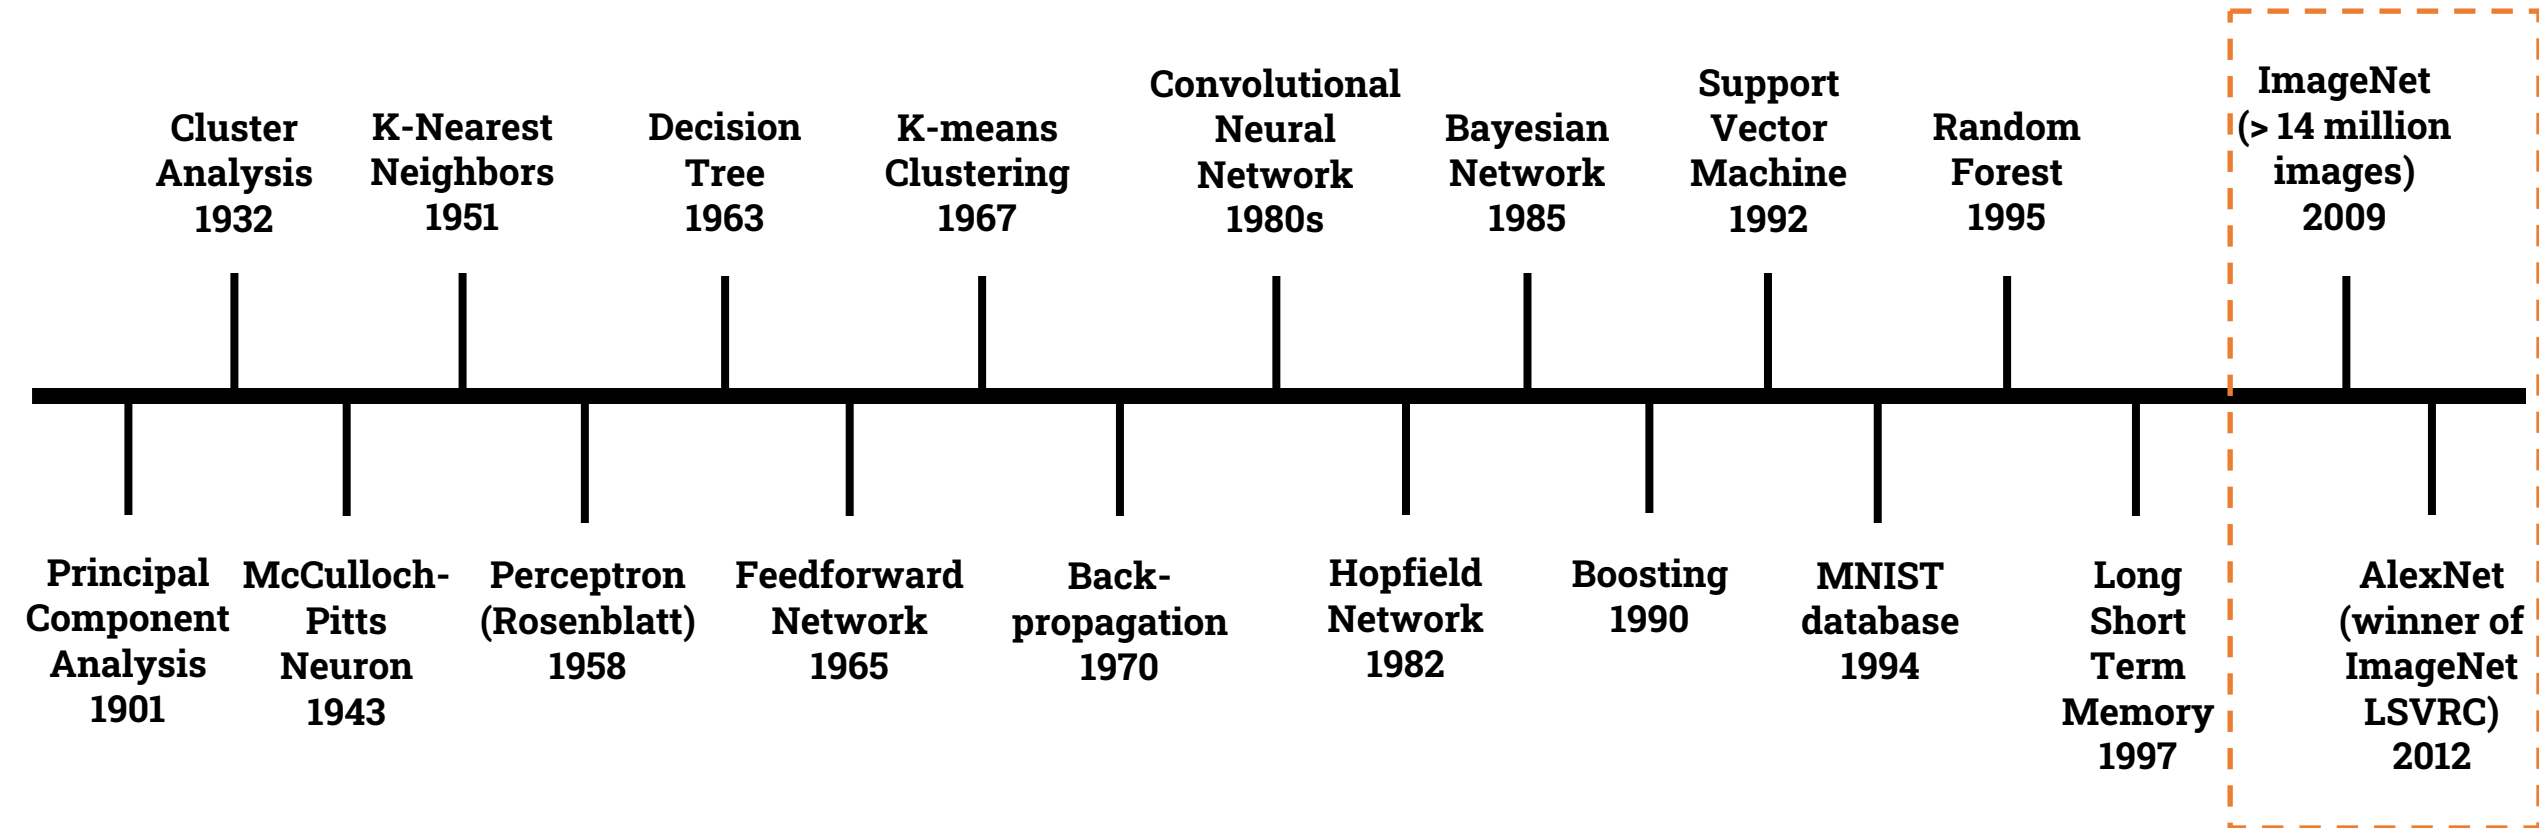 Cluster
Analysis
1932
K-Nearest
Neighbors
1951
Decision
Tree
1963
K-means
Clustering
1967
Convolutional
Neural
Network
1980s
Bayesian
Network
1985
Support
Vector
Machine
1992
Random
Forest
1995
ImageNet
(> 14 million
images)
2009
Principal
Component
Analysis
1901
McCulloch-
Pitts
Neuron
1943
Perceptron
(Rosenblatt)
1958
Feedforward
Network
1965
Back-
propagation
1970
Hopfield
Network
1982
Boosting
1990
MNIST
database
1994
Long
Short
Term
Memory
1997
AlexNet
(winner of
ImageNet
LSVRC)
2012